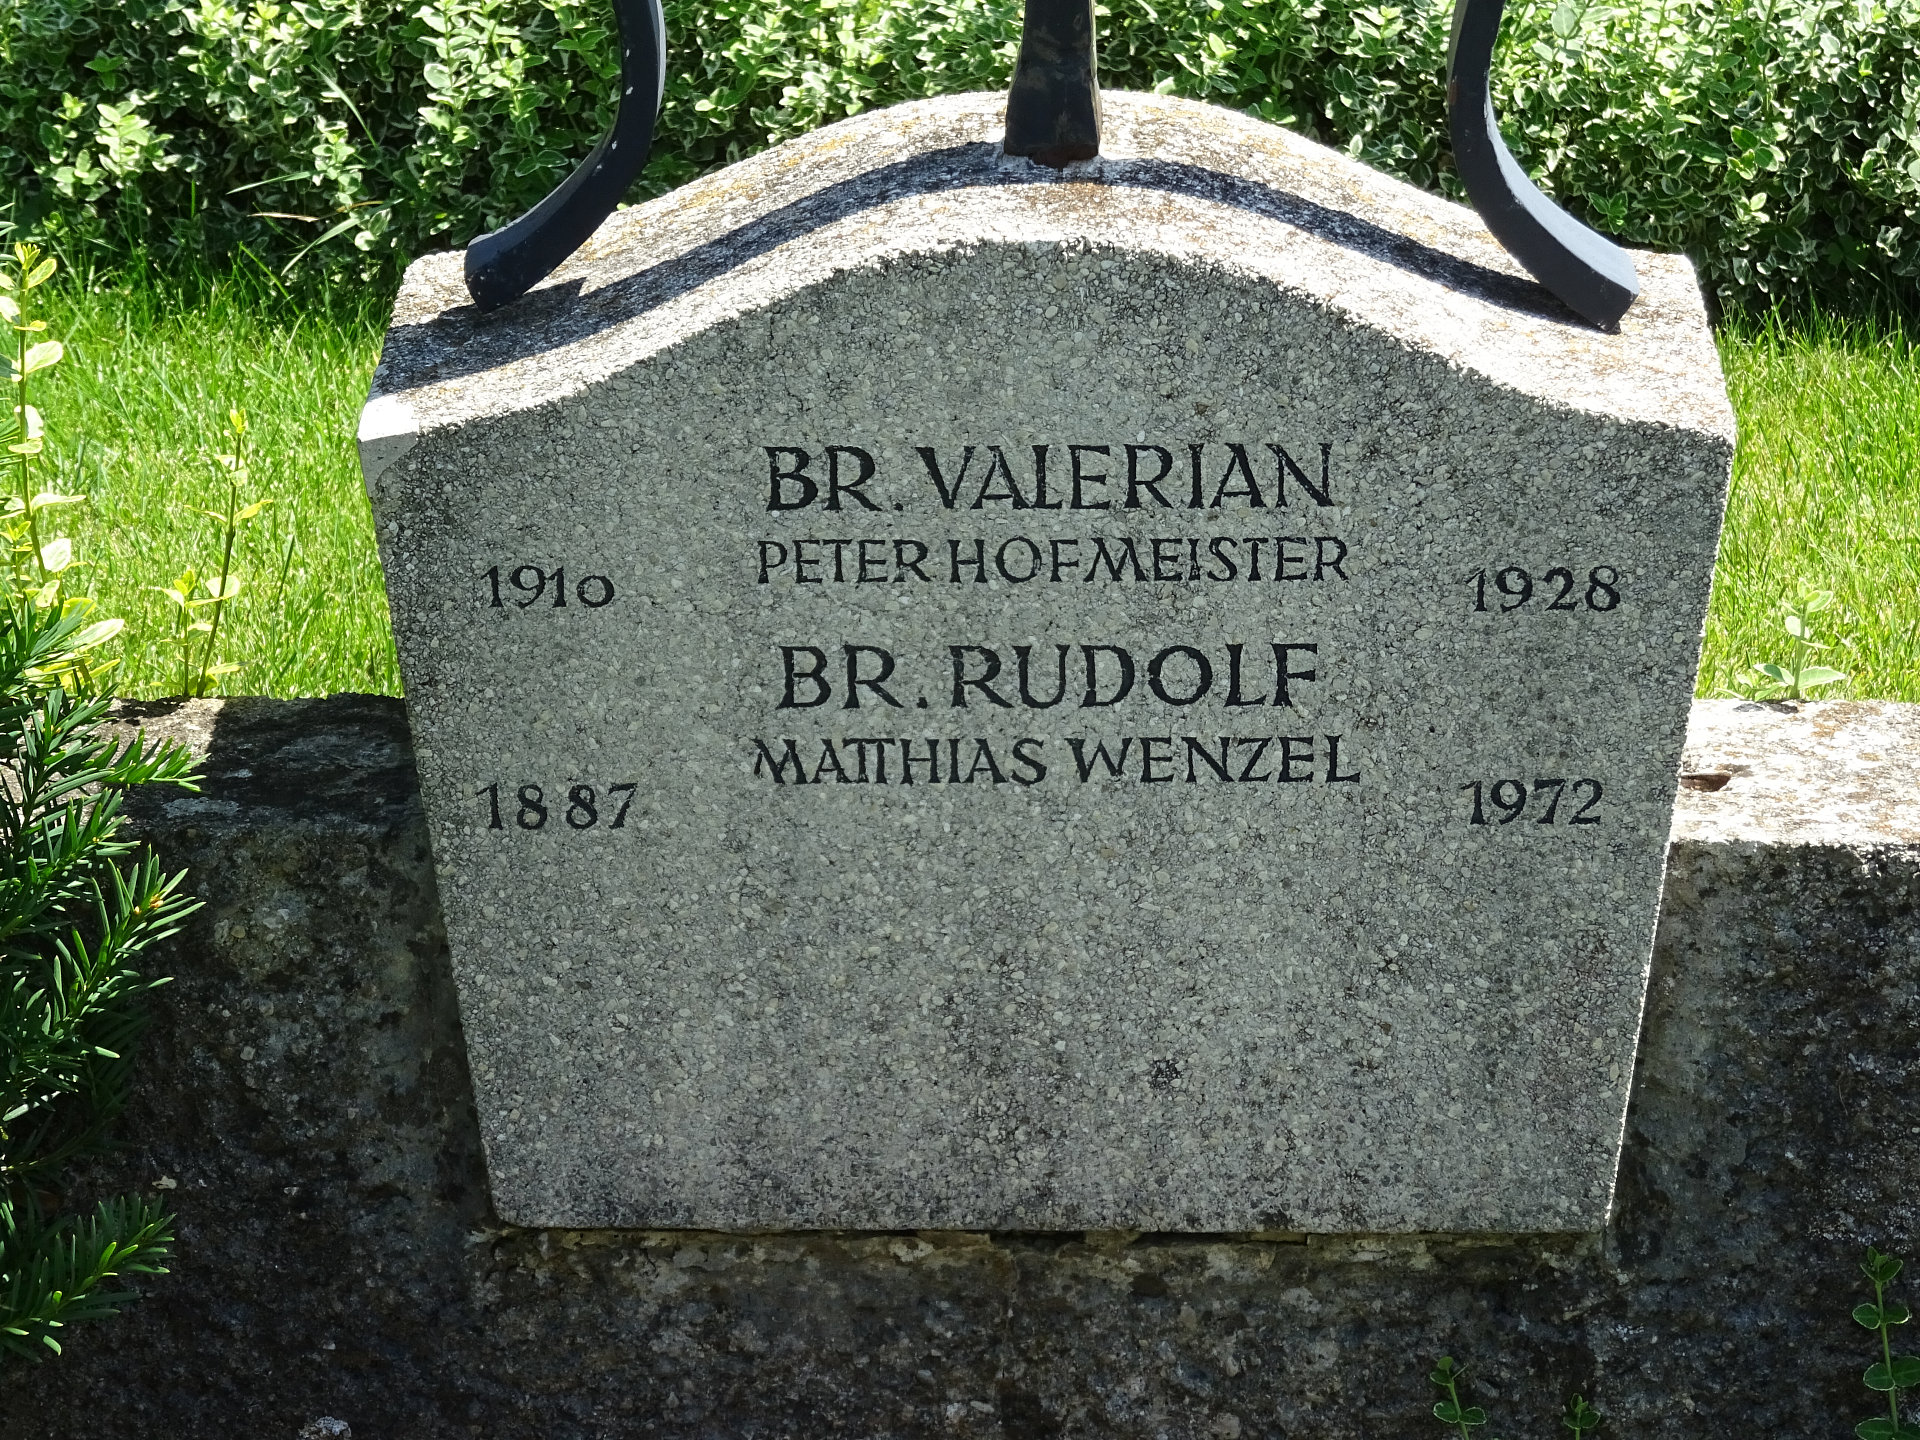 BR. VALERIAN
1910 PETER HOFMEISTER 1928
BR. RUDOLF
MATTHIAS WENZEL
1887 1972